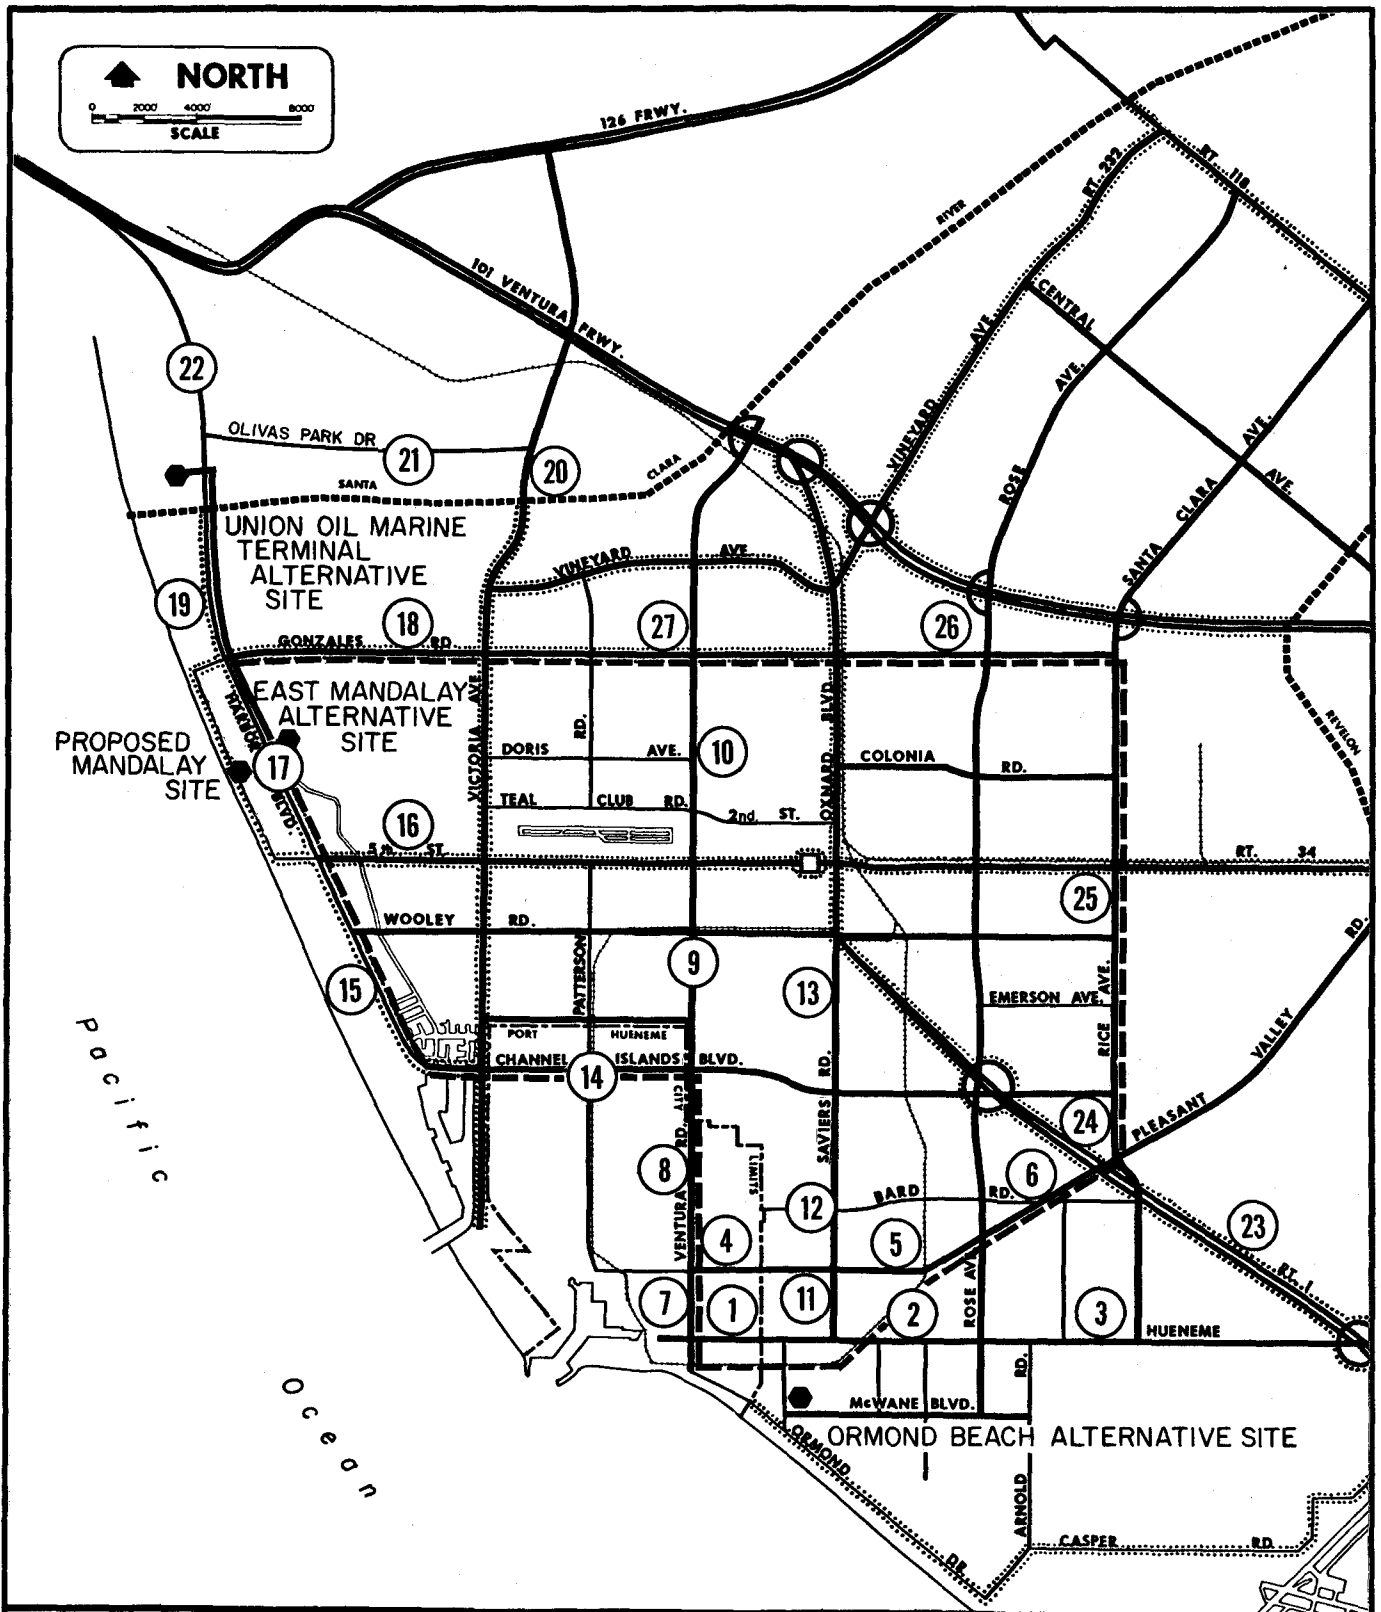 NORTH
0 2000' 4000' 8000'
SCALE
126 FRWY.
RT. 118
RT. 232
RIVER
101 VENTURA FRWY.
CENTRAL
AVE.
22
AVE.
VINEYARD
AVE.
ROSE
OLIVAS PARK DR
21
20
CLARA
SANTA
AVE.
CLARA
SANTA
AVE.
UNION OIL MARINE
TERMINAL
ALTERNATIVE
SITE
VINEYARD AVE
19
18
27
26
GONZALES RD
EAST MANDALAY
ALTERNATIVE
SITE
HARBOR
BLVD.
PROPOSED
MANDALAY
SITE
17
VICTORIA AVE
RD.
DORIS AVE.
10
OXNARD BLVD
COLONIA RD.
REVELON
TEAL CLUB RD.
2nd. ST.
16
5th ST.
RT. 34
25
WOOLEY RD.
RD.
PATTERSON
9
13
15
EMERSON AVE.
RICE AVE.
VALLEY
PORT HUENEME
CHANNEL ISLANDS BLVD.
14
CITY
LIMITS
RD.
SAVIERS
24
PLEASANT
Pacific
8
VENTURA RD.
6
12
BARD RD.
4
5
23
RT. 1
ROSE AVE
7
1
11
2
3
HUENEME
RD.
McWANE BLVD.
ORMOND BEACH ALTERNATIVE SITE
Ocean
ORMOND
DR.
ARNOLD
CASPER RD.